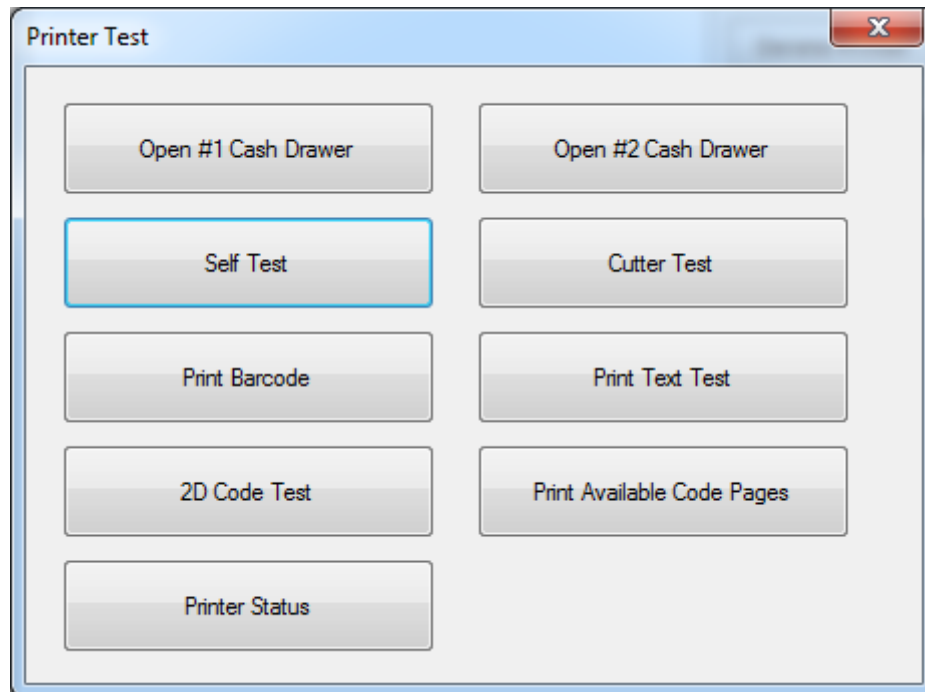 Printer Test
Open #1 Cash Drawer
Open #2 Cash Drawer
Self Test
Cutter Test
Print Barcode
Print Text Test
2D Code Test
Print Available Code Pages
Printer Status